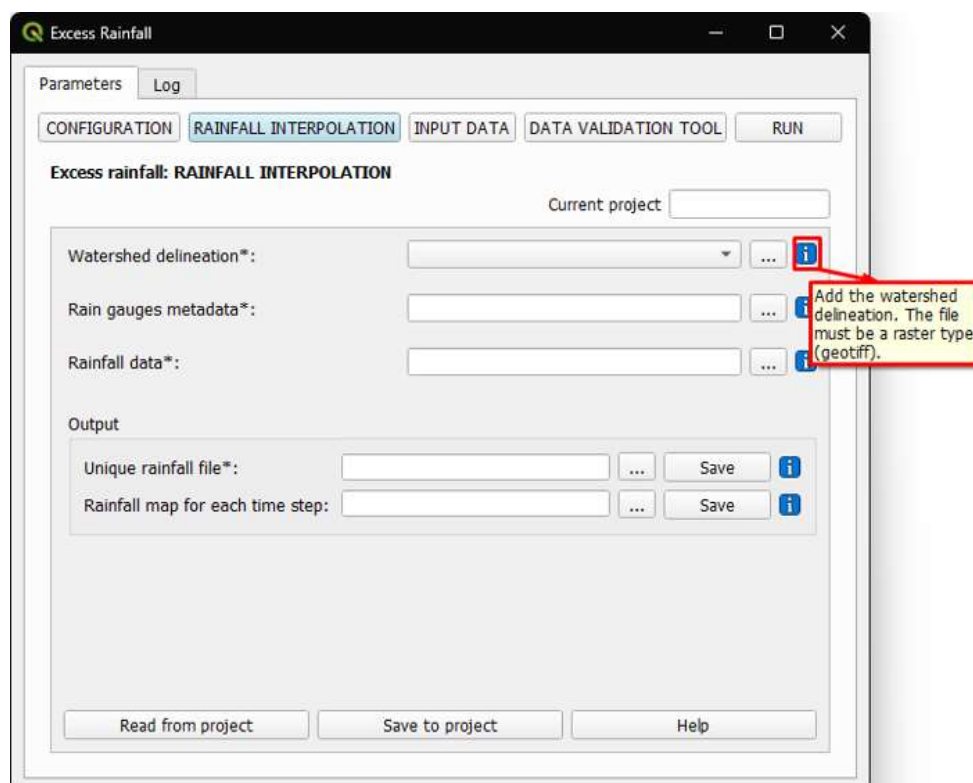 Excess Rainfall
Parameters Log
CONFIGURATION RAINFALL INTERPOLATION INPUT DATA DATA VALIDATION TOOL RUN
Excess rainfall: RAINFALL INTERPOLATION
Current project
Watershed delineation*: ... i
Add the watershed
delineation. The file
must be a raster type
(geotiff).
Rain gauges metadata*: ... i
Rainfall data*: ... i
Output
Unique rainfall file*: ... Save i
Rainfall map for each time step: ... Save i
Read from project Save to project Help